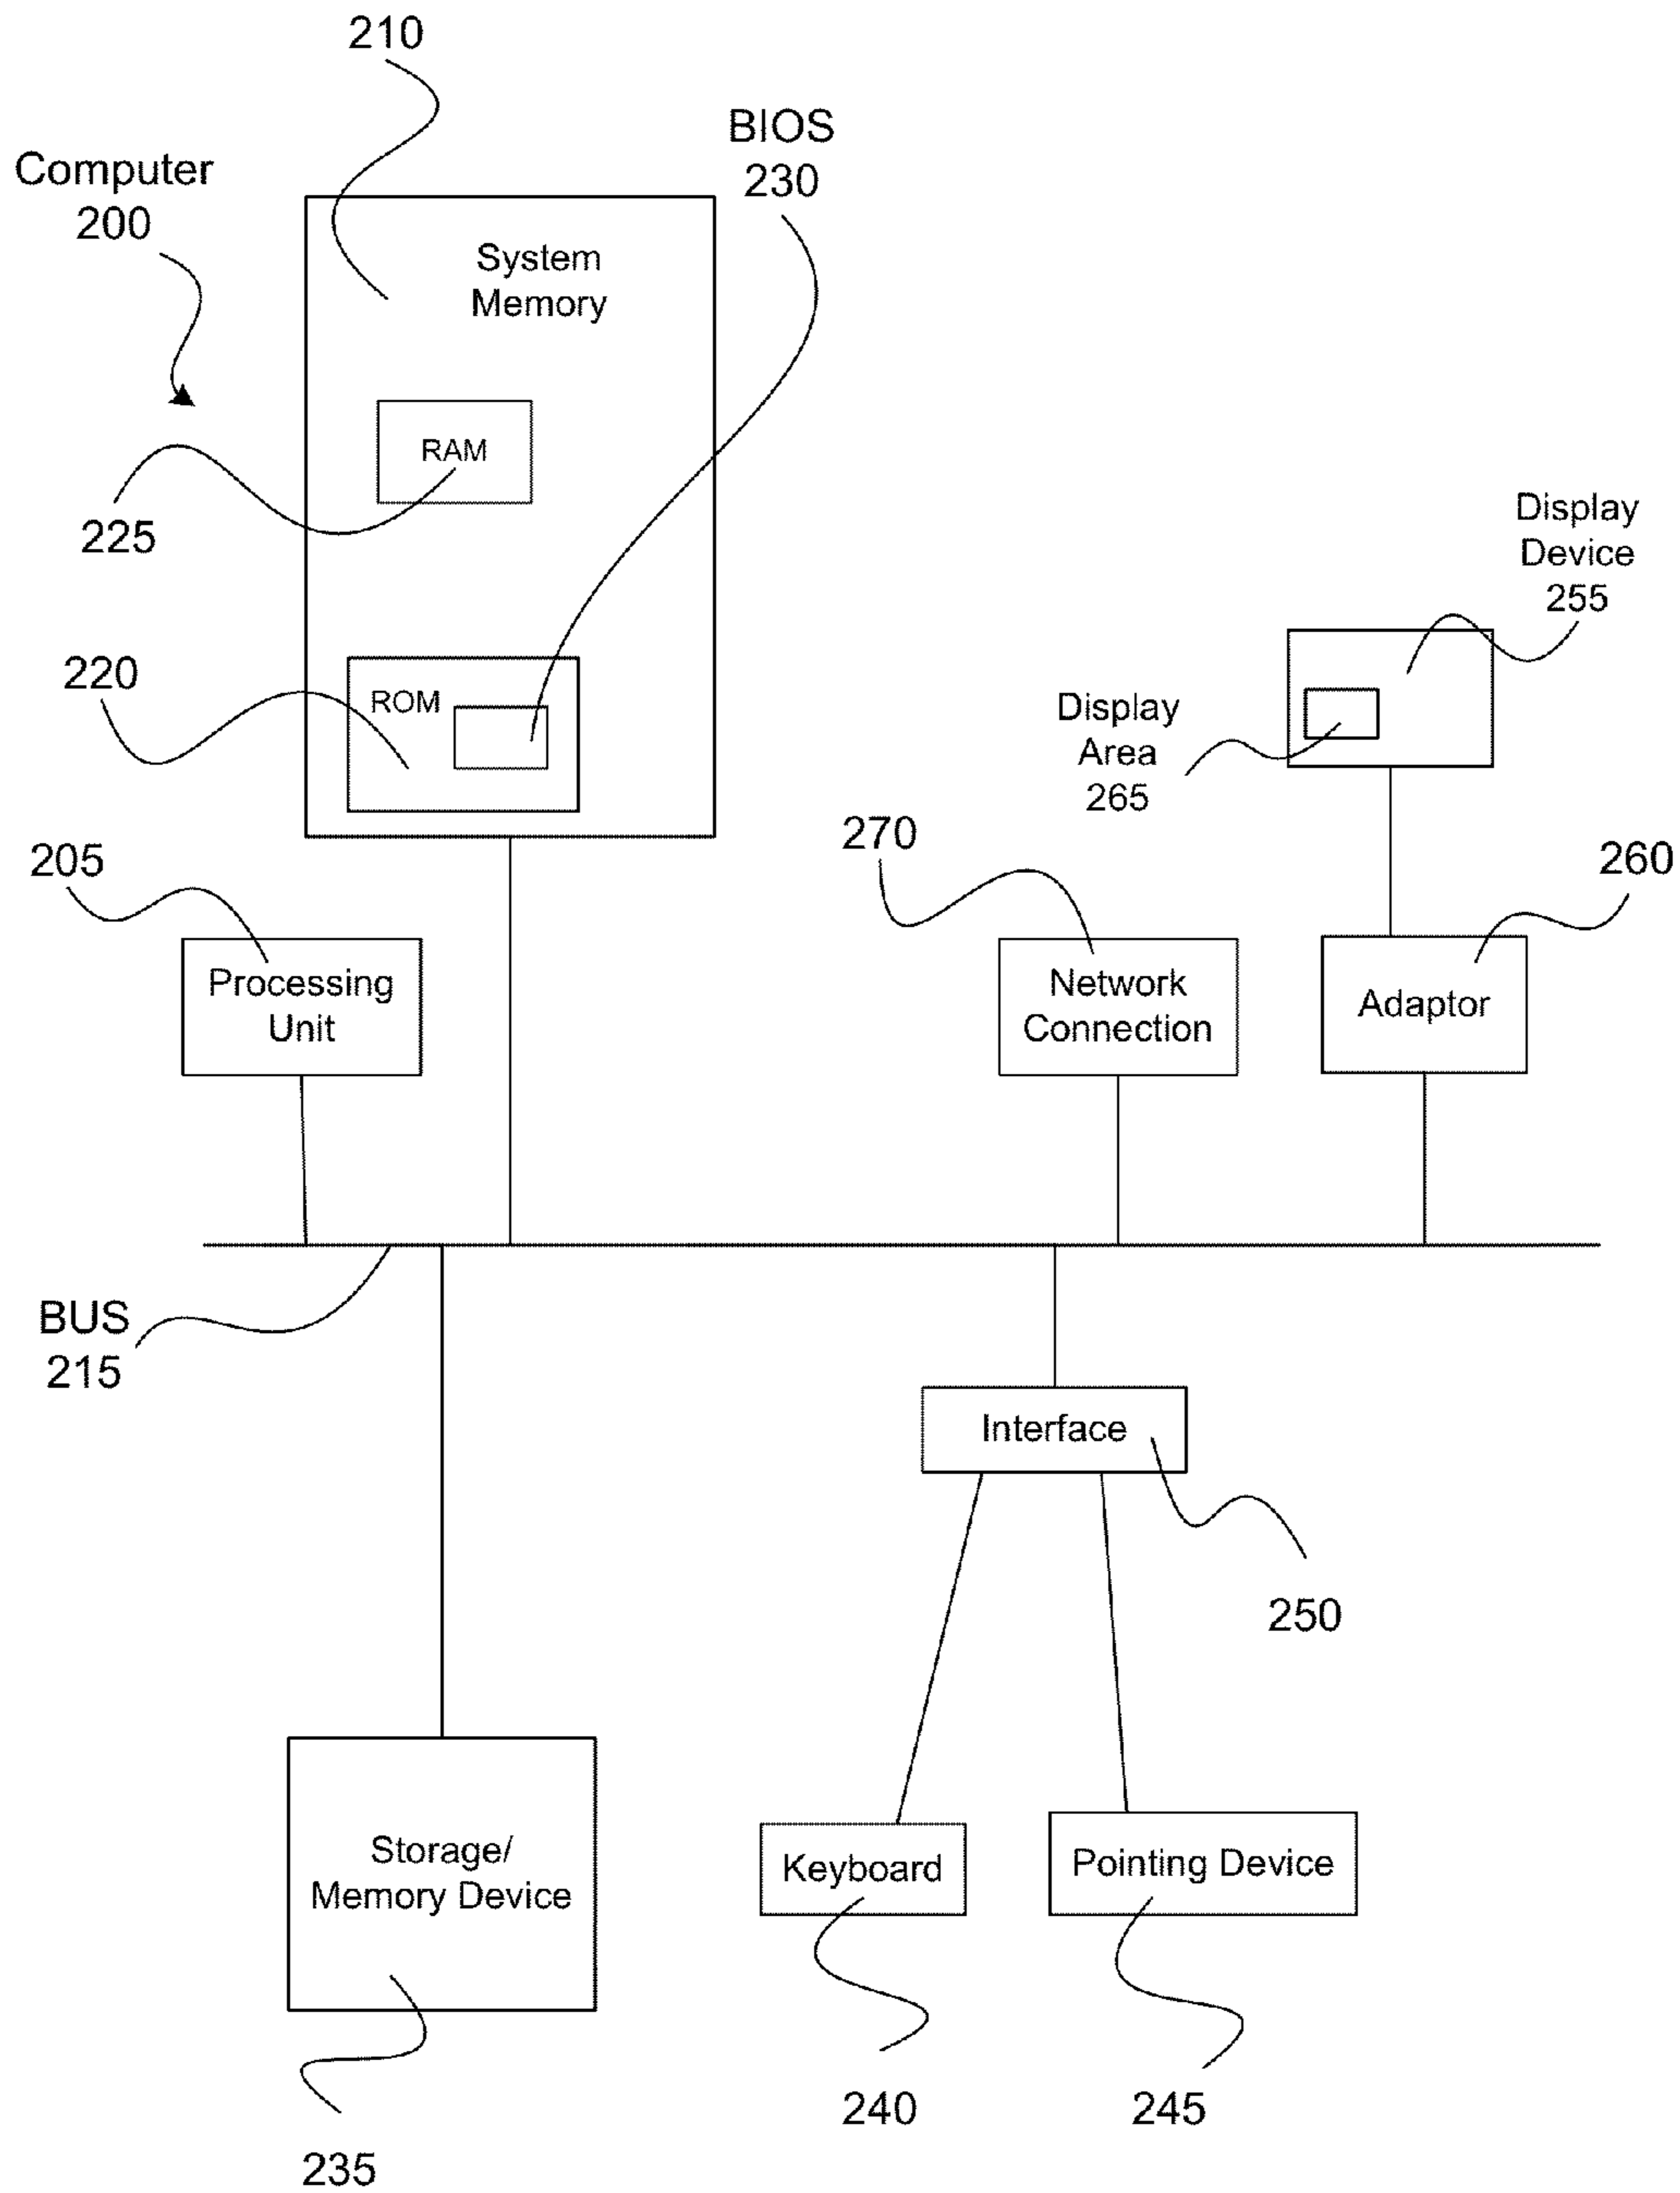 210
BIOS
230
Computer
200
System
Memory
RAM
225
Display
Device
255
220
ROM
Display
Area
265
270
205
260
Processing
Unit
Network
Connection
Adaptor
BUS
215
Interface
250
Storage/
Memory Device
Keyboard
Pointing Device
240
245
235